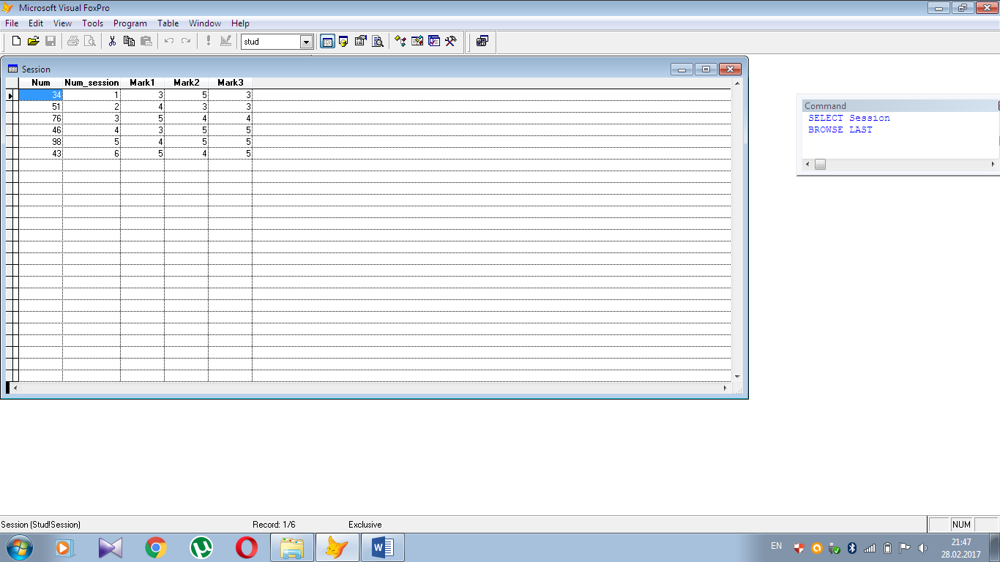 Microsoft Visual FoxPro
File Edit View Tools Program Table Window Help
stud
Session
Num Num_session Mark1 Mark2 Mark3
34 1 3 5 3
51 2 4 3 3
76 3 5 4 4
46 4 3 5 5
98 5 4 5 5
43 6 5 4 5
Command
SELECT Session
BROWSE LAST
Session (Stud!Session) Record: 1/6 Exclusive NUM
EN 21:47
28.02.2017